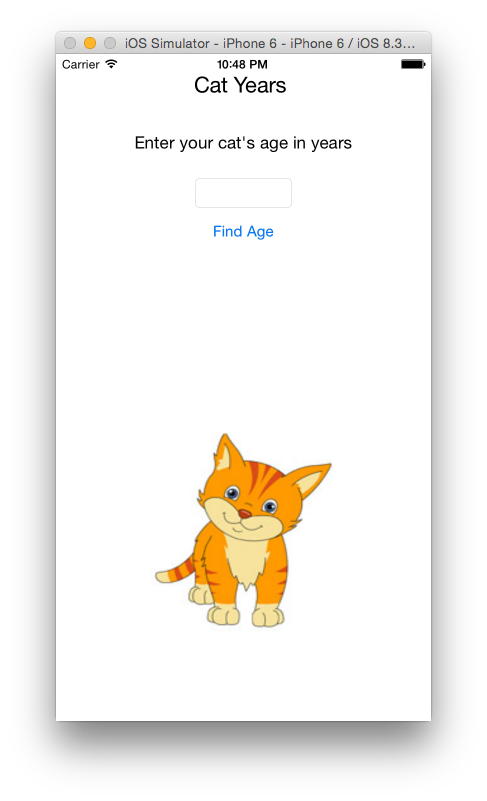 iOS Simulator - iPhone 6 - iPhone 6 / iOS 8.3...
Carrier 10:48 PM
Cat Years
Enter your cat's age in years
Find Age